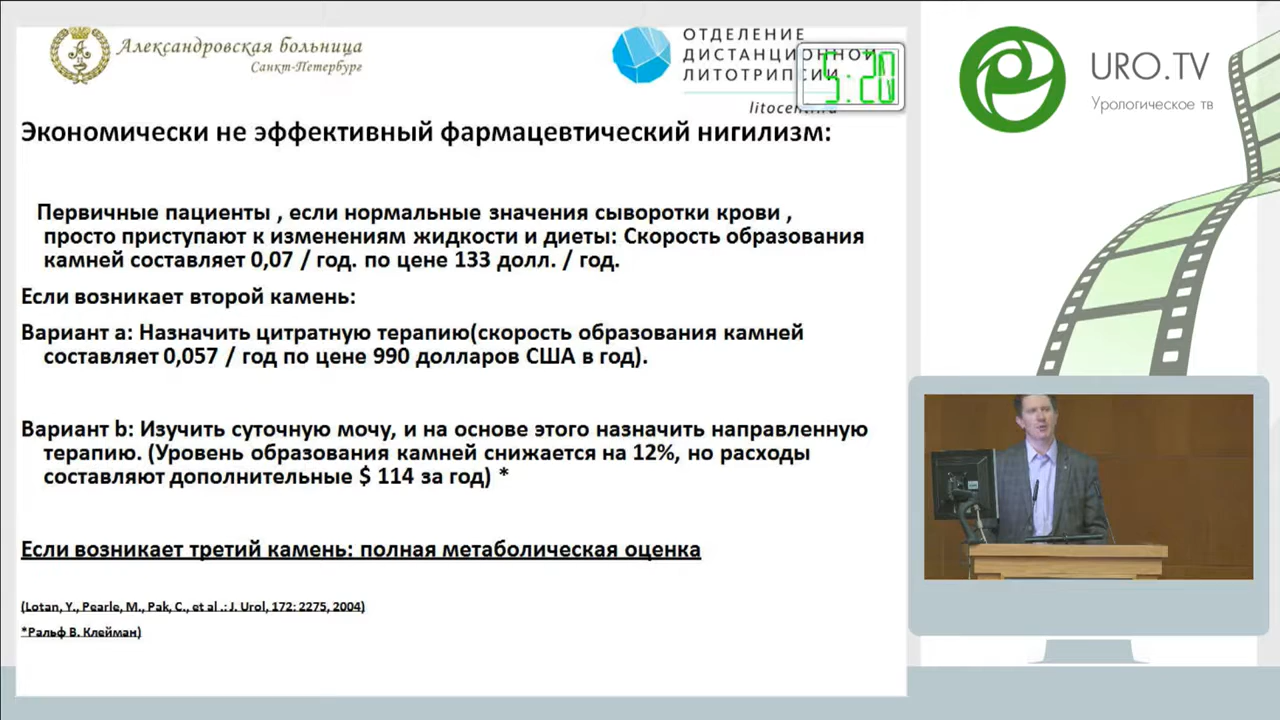 Александровская больница
Санкт-Петербург
ОТДЕЛЕНИЕ
ДИСТАНЦИОННОЙ
ЛИТОТРИПСИИ
5:20
URO.TV
Урологическое тв
Экономически не эффективный фармацевтический нигилизм:
Первичные пациенты , если нормальные значения сыворотки крови ,
просто приступают к изменениям жидкости и диеты: Скорость образования
камней составляет 0,07 / год. по цене 133 долл. / год.
Если возникает второй камень:
Вариант a: Назначить цитратную терапию(скорость образования камней
составляет 0,057 / год по цене 990 долларов США в год).
Вариант b: Изучить суточную мочу, и на основе этого назначить направленную
терапию. (Уровень образования камней снижается на 12%, но расходы
составляют дополнительные $ 114 за год) *
Если возникает третий камень: полная метаболическая оценка
(Lotan, Y., Pearle, M., Pak, C., et al .: J. Urol, 172: 2275, 2004)
*Ральф В. Клейман)